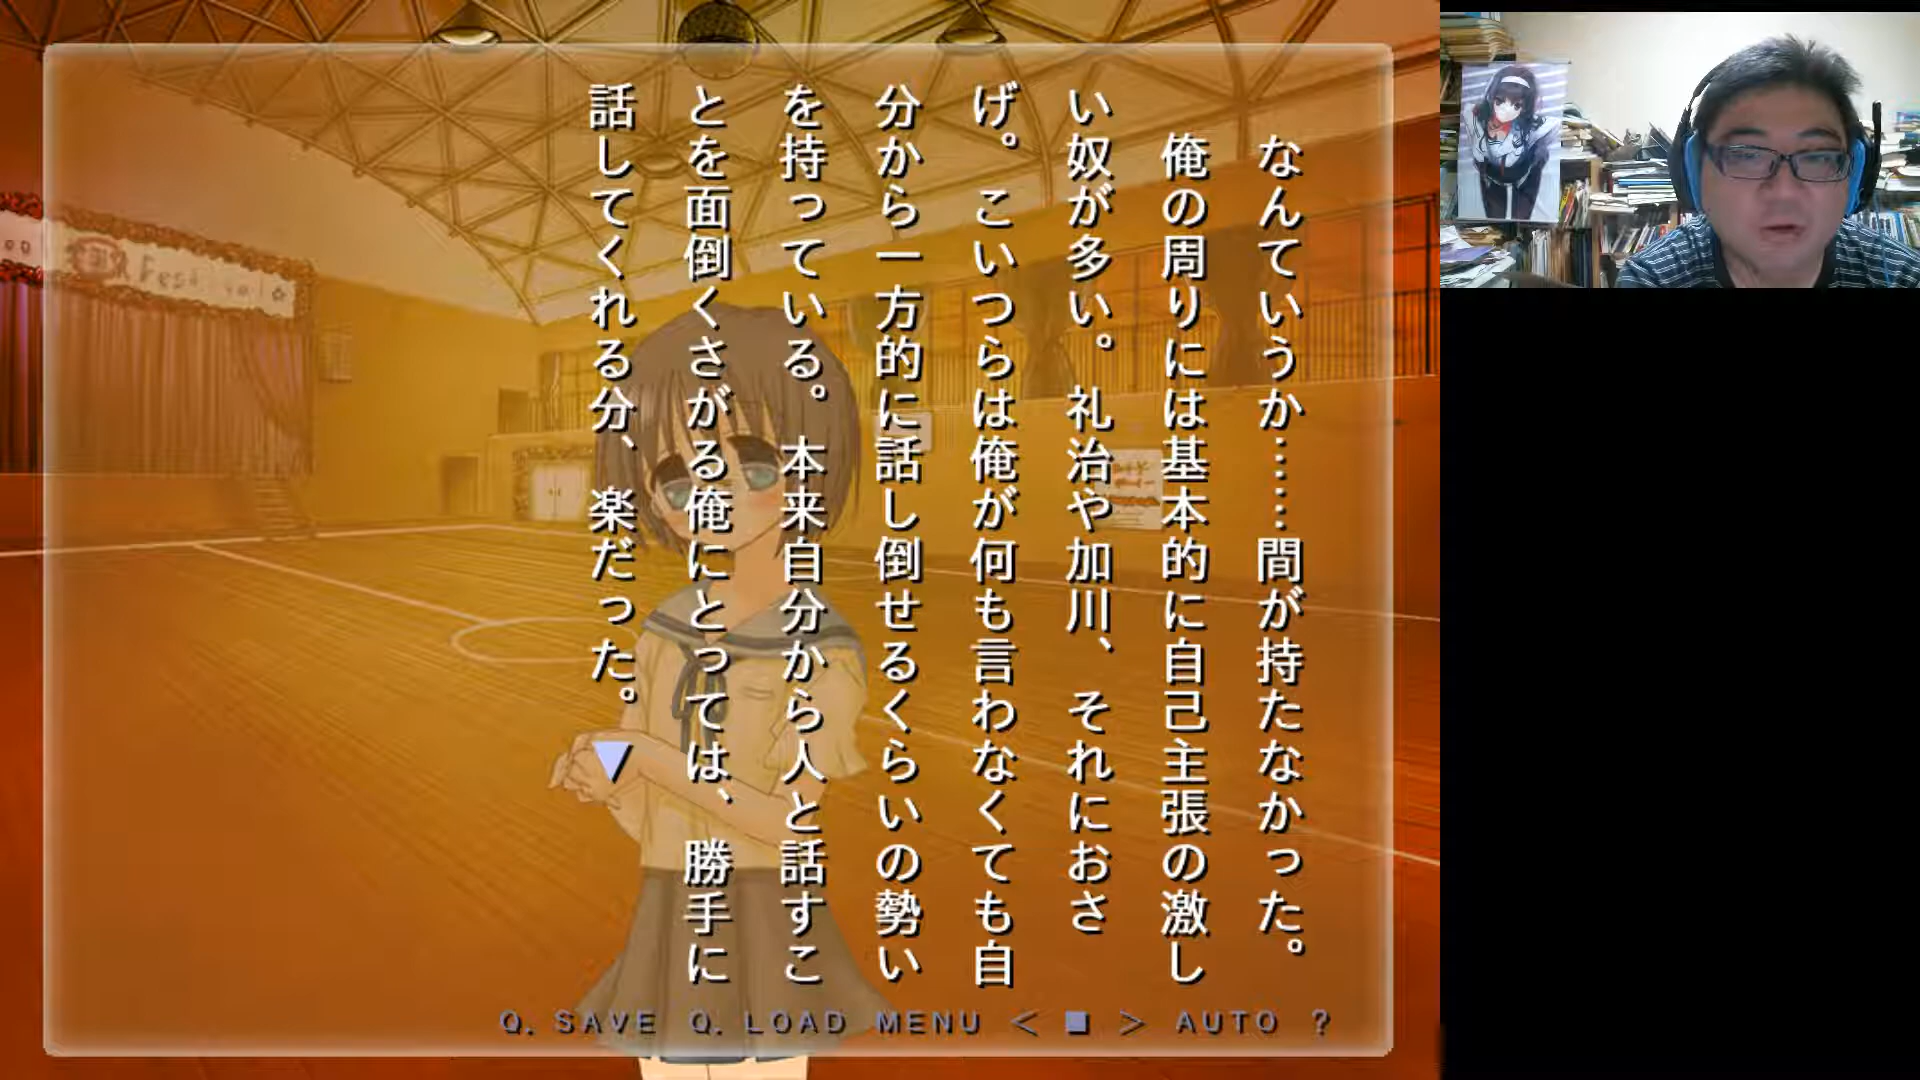 なんていうか……間が持たなかった。
俺の周りには基本的に自己主張の激し
い奴が多い。礼治や加川、それにおさ
げ。こいつらは俺が何も言わなくても自
分から一方的に話し倒せるくらいの勢い
を持っている。本来自分から人と話すこ
とを面倒くさがる俺にとっては、勝手に
話してくれる分、楽だった。
Q. SAVE Q. LOAD MENU < ■ > AUTO ?